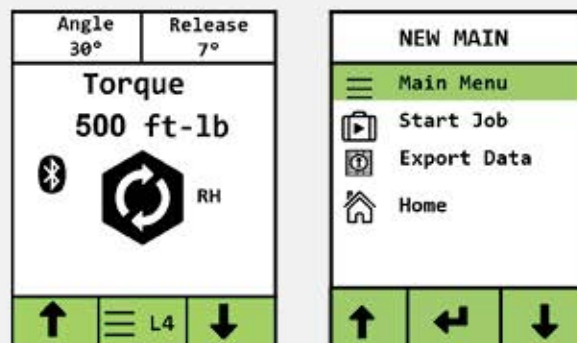 Angle
30°
Release
7°
Torque
500 ft-lb
RH
L4
NEW MAIN
Main Menu
Start Job
Export Data
Home